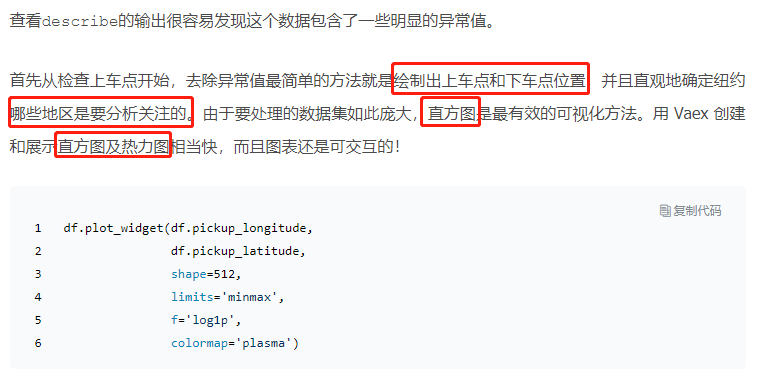 查看describe的输出很容易发现这个数据包含了一些明显的异常值。
首先从检查上车点开始，去除异常值最简单的方法就是绘制出上车点和下车点位置，并且直观地确定纽约
哪些地区是要分析关注的。由于要处理的数据集如此庞大，直方图是最有效的可视化方法。用 Vaex 创建
和展示直方图及热力图相当快，而且图表还是可交互的！
复制代码
1 df.plot_widget(df.pickup_longitude,
2 df.pickup_latitude,
3 shape=512,
4 limits='minmax',
5 f='log1p',
6 colormap='plasma')